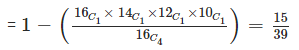 = 1 − ( 16C₁ × 14C₁ ×12C₁ ×10C₁ / 16C₄ ) = 15/39